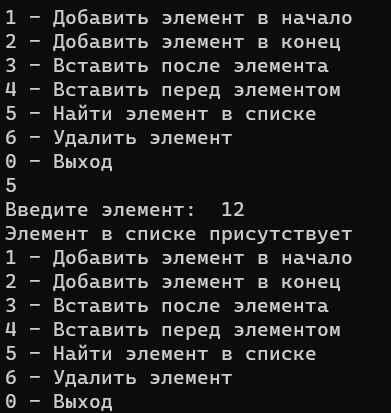 1 – Добавить элемент в начало
2 – Добавить элемент в конец
3 – Вставить после элемента
4 – Вставить перед элементом
5 – Найти элемент в списке
6 – Удалить элемент
0 – Выход
5
Введите элемент:  12
Элемент в списке присутствует
1 – Добавить элемент в начало
2 – Добавить элемент в конец
3 – Вставить после элемента
4 – Вставить перед элементом
5 – Найти элемент в списке
6 – Удалить элемент
0 – Выход